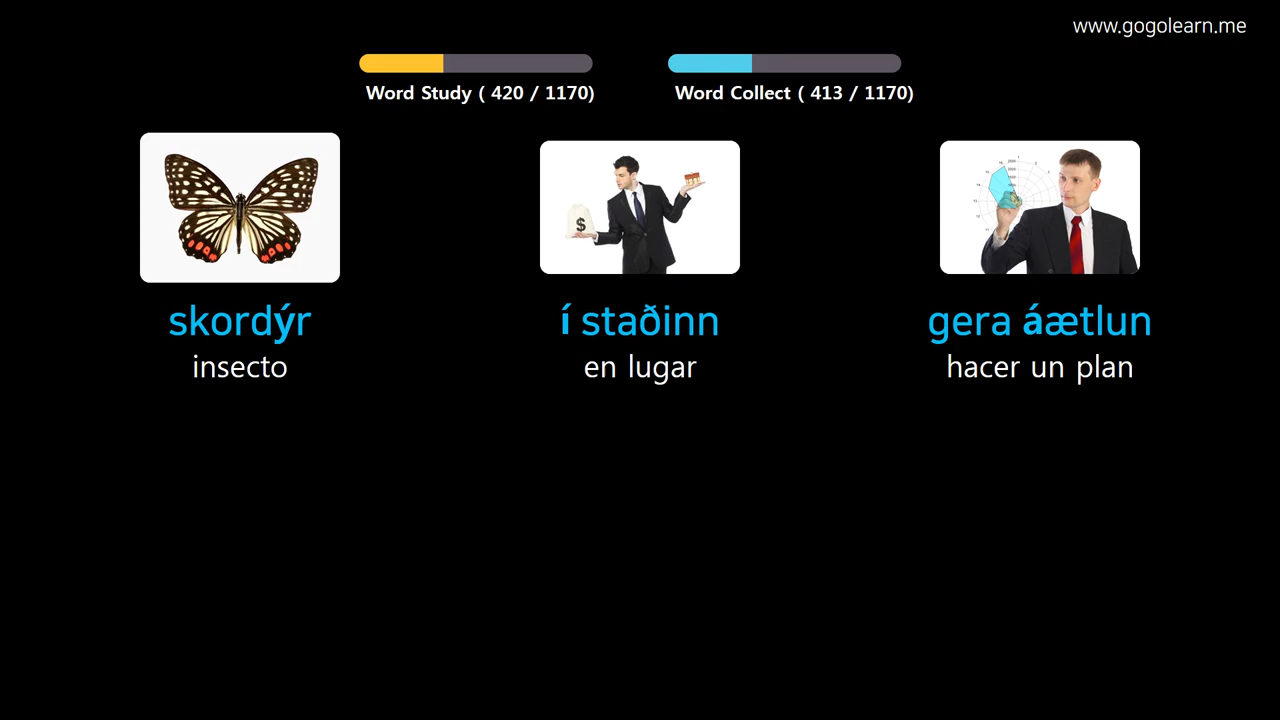 www.gogolearn.me
Word Study ( 420 / 1170)
Word Collect ( 413 / 1170)
$
skordýr
í staðinn
gera áætlun
insecto
en lugar
hacer un plan